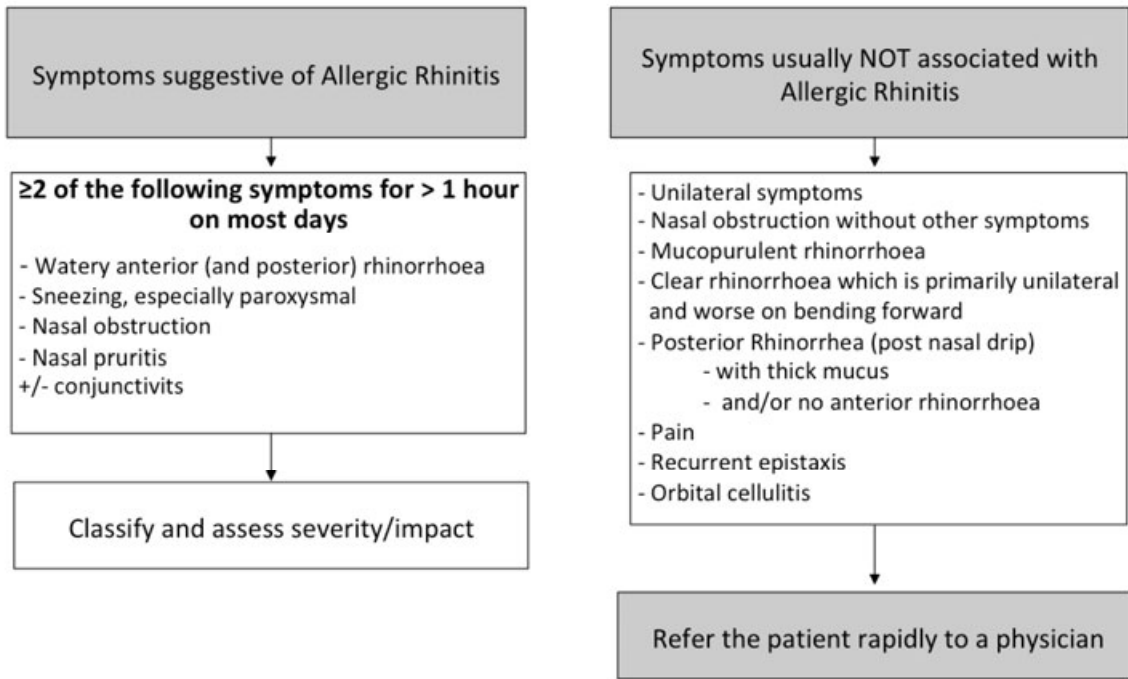 Symptoms suggestive of Allergic Rhinitis
≥2 of the following symptoms for > 1 hour
on most days
- Watery anterior (and posterior) rhinorrhoea
- Sneezing, especially paroxysmal
- Nasal obstruction
- Nasal pruritis
+/- conjunctivits
Classify and assess severity/impact
Symptoms usually NOT associated with
Allergic Rhinitis
- Unilateral symptoms
- Nasal obstruction without other symptoms
- Mucopurulent rhinorrhoea
- Clear rhinorrhoea which is primarily unilateral
and worse on bending forward
- Posterior Rhinorrhea (post nasal drip)
- with thick mucus
- and/or no anterior rhinorrhoea
- Pain
- Recurrent epistaxis
- Orbital cellulitis
Refer the patient rapidly to a physician